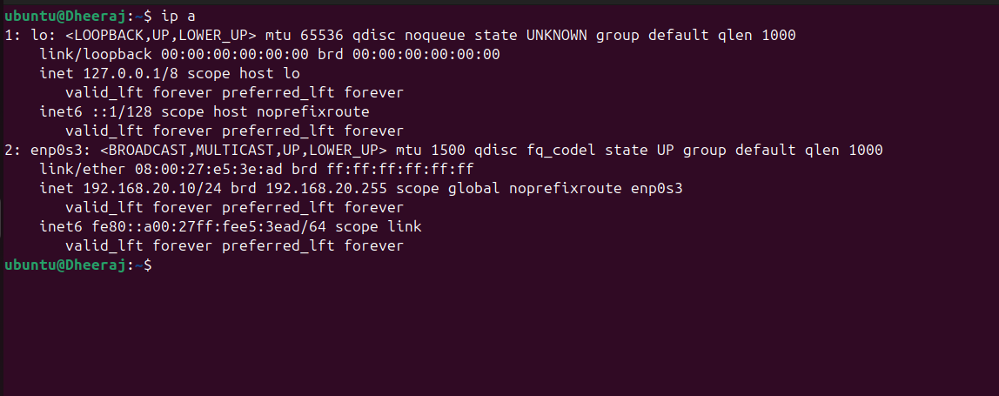 ubuntu@Dheeraj:~$ ip a
1: lo: <LOOPBACK,UP,LOWER_UP> mtu 65536 qdisc noqueue state UNKNOWN group default qlen 1000
    link/loopback 00:00:00:00:00:00 brd 00:00:00:00:00:00
    inet 127.0.0.1/8 scope host lo
       valid_lft forever preferred_lft forever
    inet6 ::1/128 scope host noprefixroute
       valid_lft forever preferred_lft forever
2: enp0s3: <BROADCAST,MULTICAST,UP,LOWER_UP> mtu 1500 qdisc fq_codel state UP group default qlen 1000
    link/ether 08:00:27:e5:3e:ad brd ff:ff:ff:ff:ff:ff
    inet 192.168.20.10/24 brd 192.168.20.255 scope global noprefixroute enp0s3
       valid_lft forever preferred_lft forever
    inet6 fe80::a00:27ff:fee5:3ead/64 scope link
       valid_lft forever preferred_lft forever
ubuntu@Dheeraj:~$